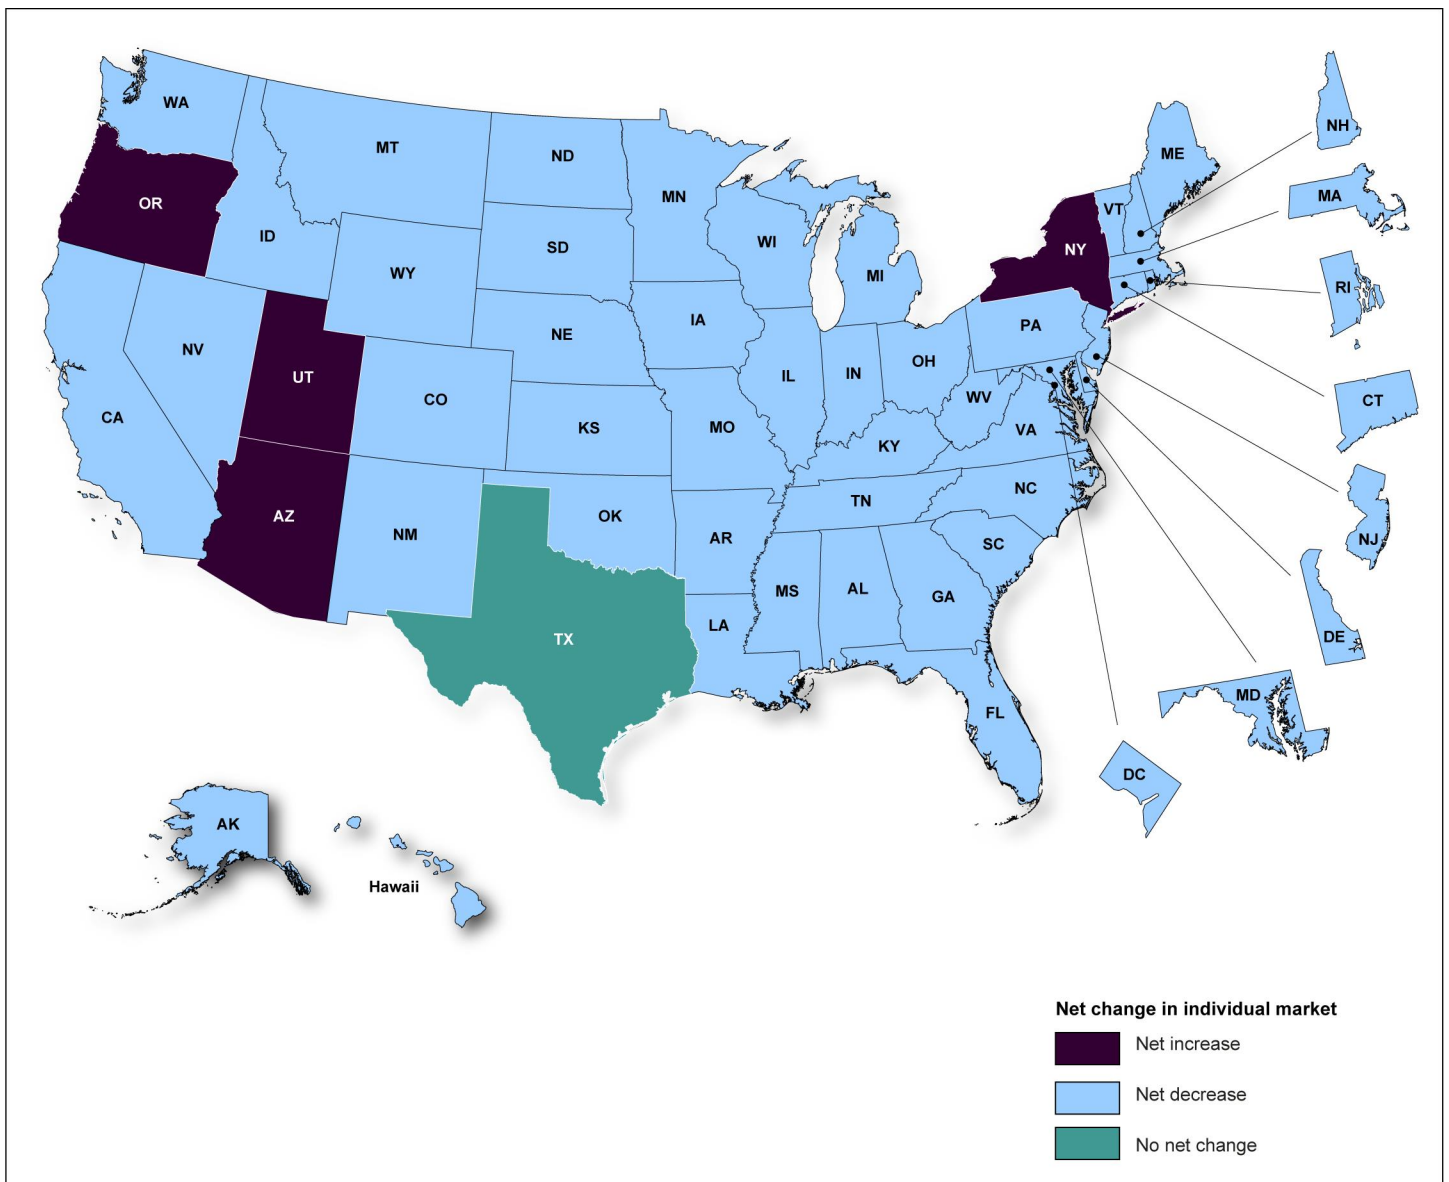 WA
MT
ND
MN
ME
NH
OR
ID
SD
WI
MI
NY
VT
MA
WY
RI
NV
UT
CO
NE
IA
IL
IN
OH
PA
CT
CA
KS
MO
WV
KY
VA
AZ
NM
OK
AR
TN
NC
NJ
TX
LA
MS
AL
GA
SC
DE
FL
MD
DC
AK
Hawaii
Net change in individual market
Net increase
Net decrease
No net change